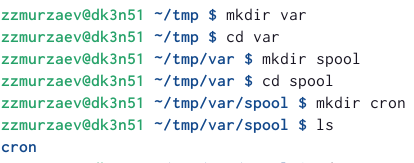 zzmurzaev@dk3n51 ~/tmp $ mkdir var
zzmurzaev@dk3n51 ~/tmp $ cd var
zzmurzaev@dk3n51 ~/tmp/var $ mkdir spool
zzmurzaev@dk3n51 ~/tmp/var $ cd spool
zzmurzaev@dk3n51 ~/tmp/var/spool $ mkdir cron
zzmurzaev@dk3n51 ~/tmp/var/spool $ ls
cron